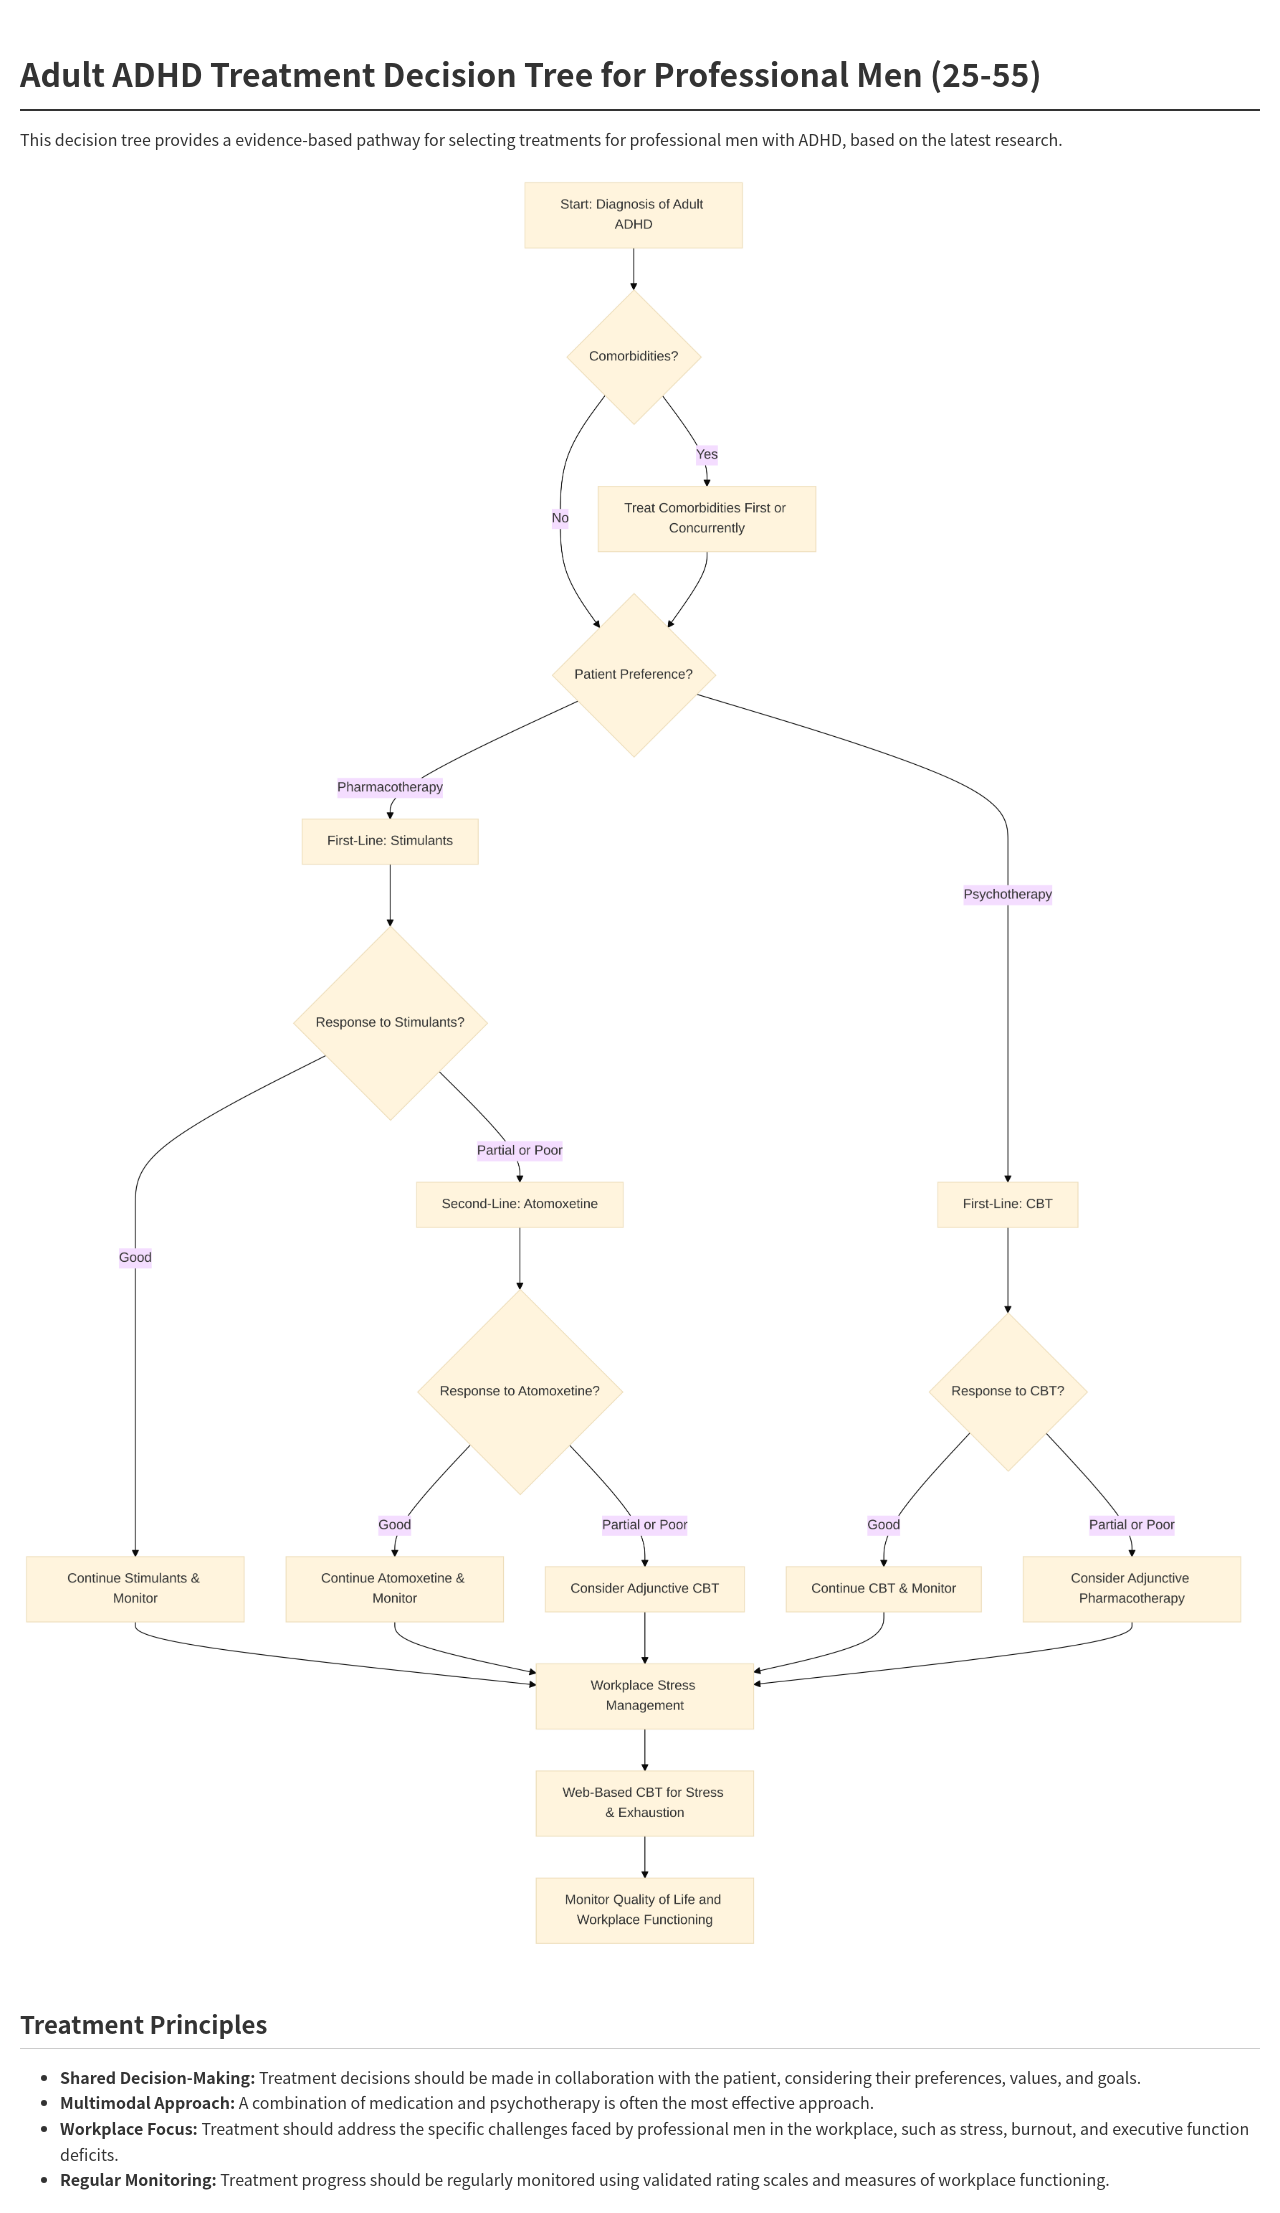 Adult ADHD Treatment Decision Tree for Professional Men (25-55)
This decision tree provides a evidence-based pathway for selecting treatments for professional men with ADHD, based on the latest research.
Start: Diagnosis of Adult
ADHD
Comorbidities?
Yes
Treat Comorbidities First or
Concurrently
No
Patient Preference?
Pharmacotherapy
First-Line: Stimulants
Psychotherapy
Response to Stimulants?
Partial or Poor
Second-Line: Atomoxetine
First-Line: CBT
Good
Response to Atomoxetine?
Response to CBT?
Good
Partial or Poor
Good
Partial or Poor
Continue Stimulants &
Monitor
Continue Atomoxetine &
Monitor
Consider Adjunctive CBT
Continue CBT & Monitor
Consider Adjunctive
Pharmacotherapy
Workplace Stress
Management
Web-Based CBT for Stress
& Exhaustion
Monitor Quality of Life and
Workplace Functioning
Treatment Principles
• Shared Decision-Making: Treatment decisions should be made in collaboration with the patient, considering their preferences, values, and goals.
• Multimodal Approach: A combination of medication and psychotherapy is often the most effective approach.
• Workplace Focus: Treatment should address the specific challenges faced by professional men in the workplace, such as stress, burnout, and executive function
deficits.
• Regular Monitoring: Treatment progress should be regularly monitored using validated rating scales and measures of workplace functioning.